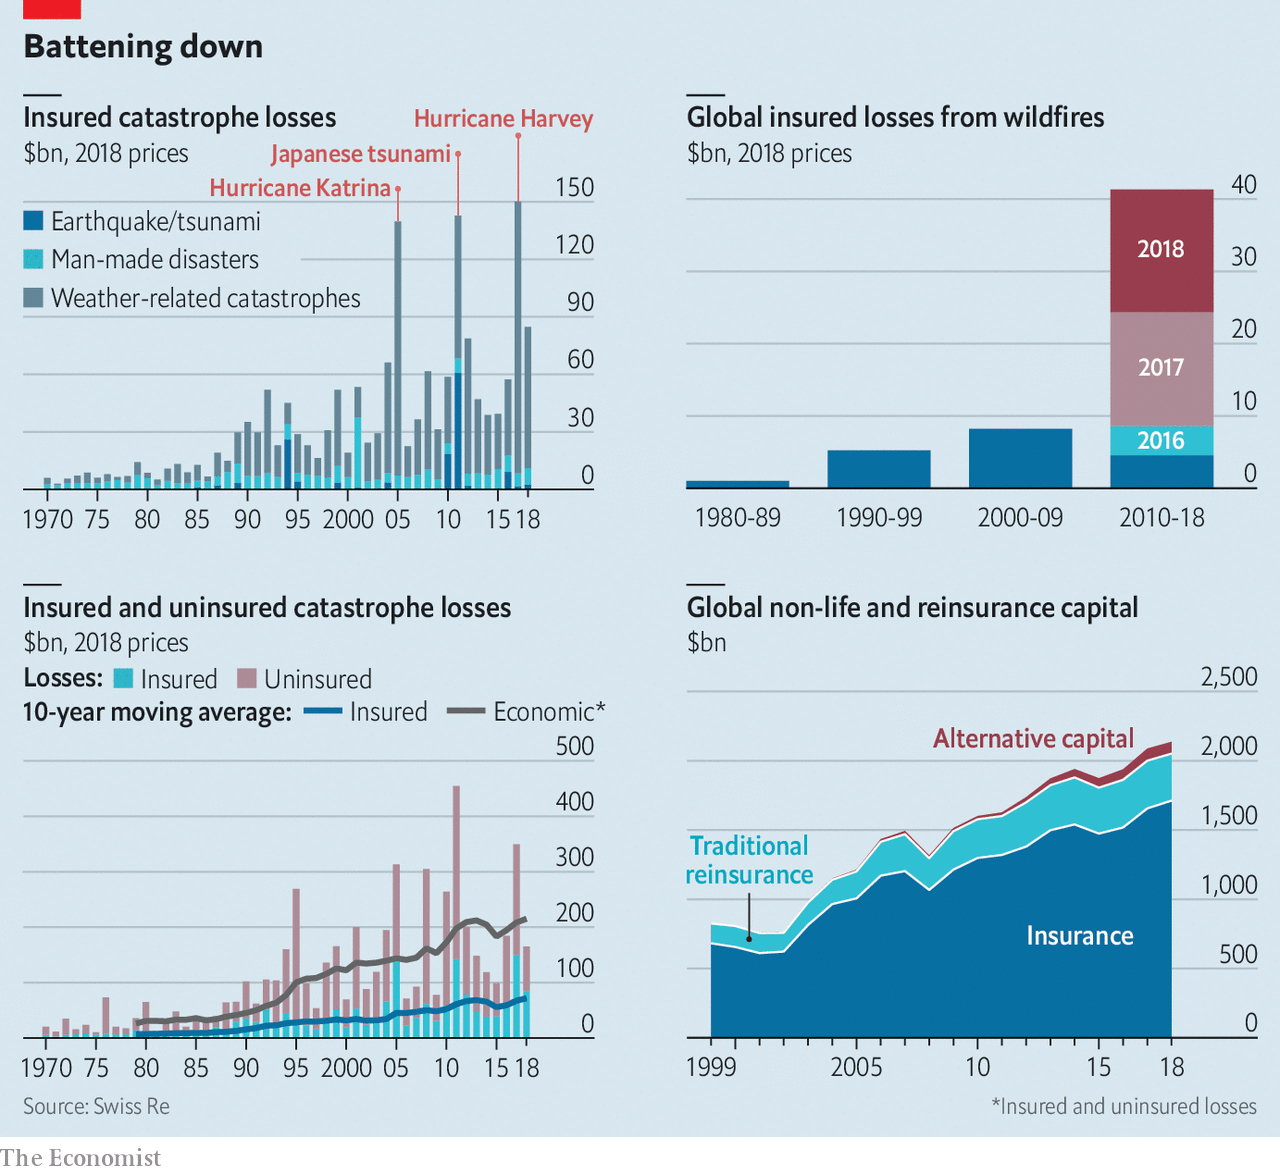 Battening down
Insured catastrophe losses
$bn, 2018 prices
Hurricane Harvey
Japanese tsunami
Hurricane Katrina
Earthquake/tsunami
Man-made disasters
Weather-related catastrophes
150
120
90
60
30
0
1970 75 80 85 90 95 2000 05 10 15 18
Global insured losses from wildfires
$bn, 2018 prices
40
30
20
10
0
2018
2017
2016
1980-89 1990-99 2000-09 2010-18
Insured and uninsured catastrophe losses
$bn, 2018 prices
Losses: Insured Uninsured
10-year moving average: Insured Economic*
500
400
300
200
100
0
1970 75 80 85 90 95 2000 05 10 15 18
Global non-life and reinsurance capital
$bn
2,500
2,000
1,500
1,000
500
0
Alternative capital
Traditional
reinsurance
Insurance
1999 2005 10 15 18
Source: Swiss Re
*Insured and uninsured losses
The Economist